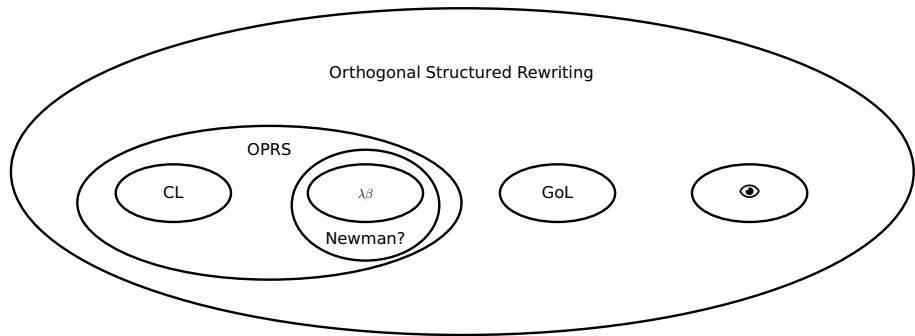 Orthogonal Structured Rewriting
OPRS
CL
λβ
GoL
Newman?